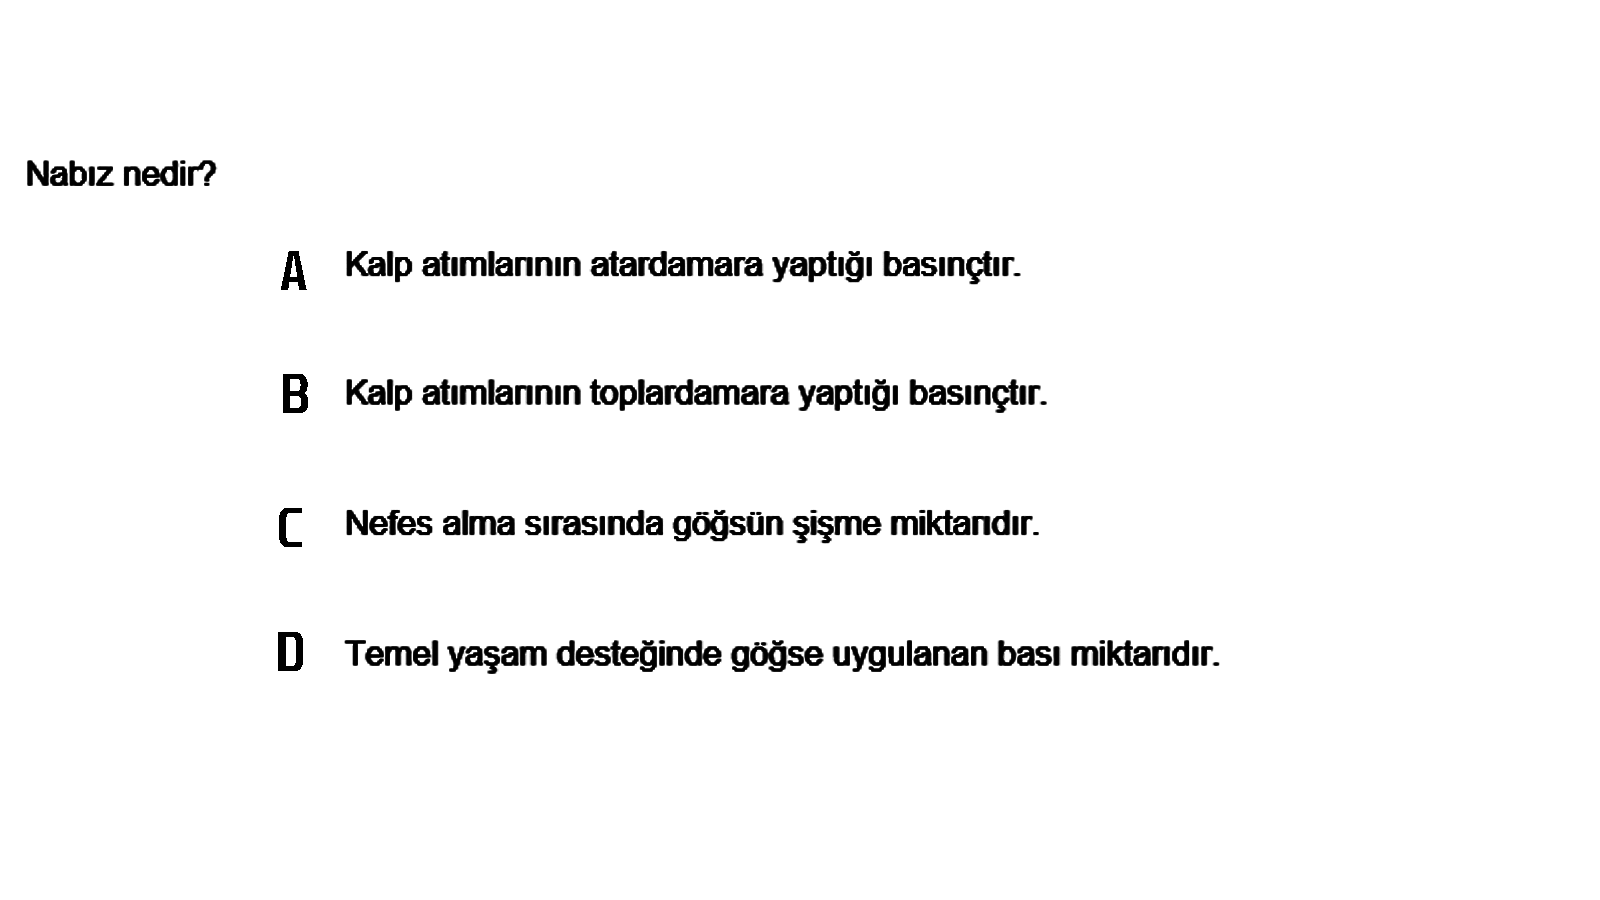 Nabız nedir?
A Kalp atımlarının atardamara yaptığı basınçtır.
B Kalp atımlarının toplardamara yaptığı basınçtır.
C Nefes alma sırasında göğsün şişme miktarıdır.
D Temel yaşam desteğinde göğse uygulanan bası miktarıdır.